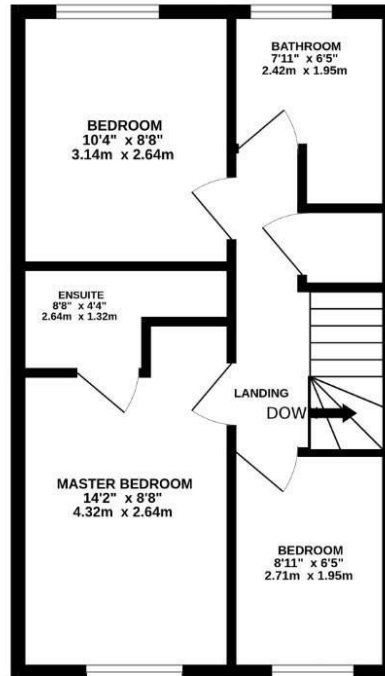 BATHROOM
7'11" x 6'5"
2.42m x 1.95m
BEDROOM
10'4" x 8'8"
3.14m x 2.64m
ENSUITE
8'8" x 4'4"
2.64m x 1.32m
LANDING
DOW
MASTER BEDROOM
14'2" x 8'8"
4.32m x 2.64m
BEDROOM
8'11" x 6'5"
2.71m x 1.95m